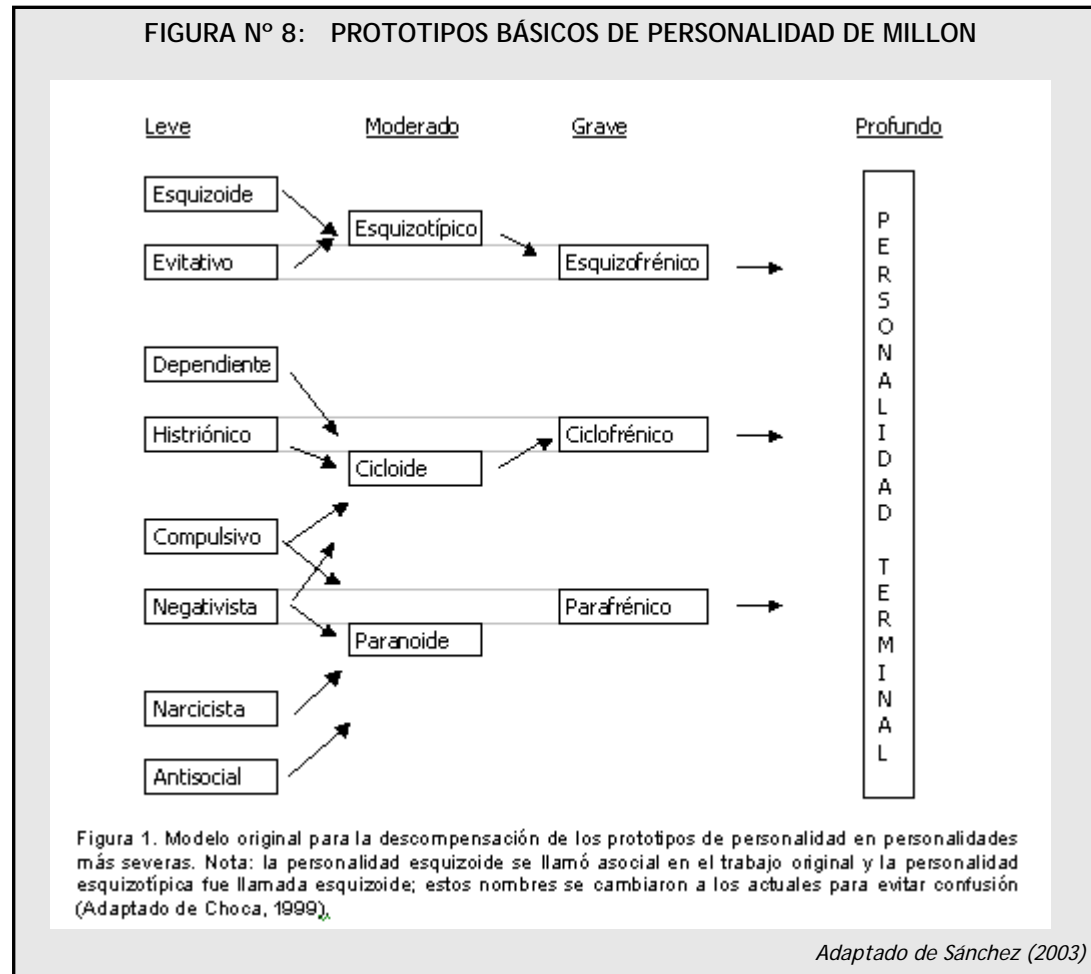 FIGURA Nº 8: PROTOTIPOS BÁSICOS DE PERSONALIDAD DE MILLON
Leve Moderado Grave Profundo
Esquizoide
Esquizotípico
Evitativo Esquizofrénico
Dependiente
Histriónico Ciclofrénico
Cicloide
Compulsivo
Negativista Parafrénico
Paranoide
Narcicista
Antisocial
PERSONALIDAD TERMINAL
Figura 1. Modelo original para la descompensación de los prototipos de personalidad en personalidades
más severas. Nota: la personalidad esquizoide se llamó asocial en el trabajo original y la personalidad
esquizotípica fue llamada esquizoide; estos nombres se cambiaron a los actuales para evitar confusión
(Adaptado de Choca, 1999),
Adaptado de Sánchez (2003)